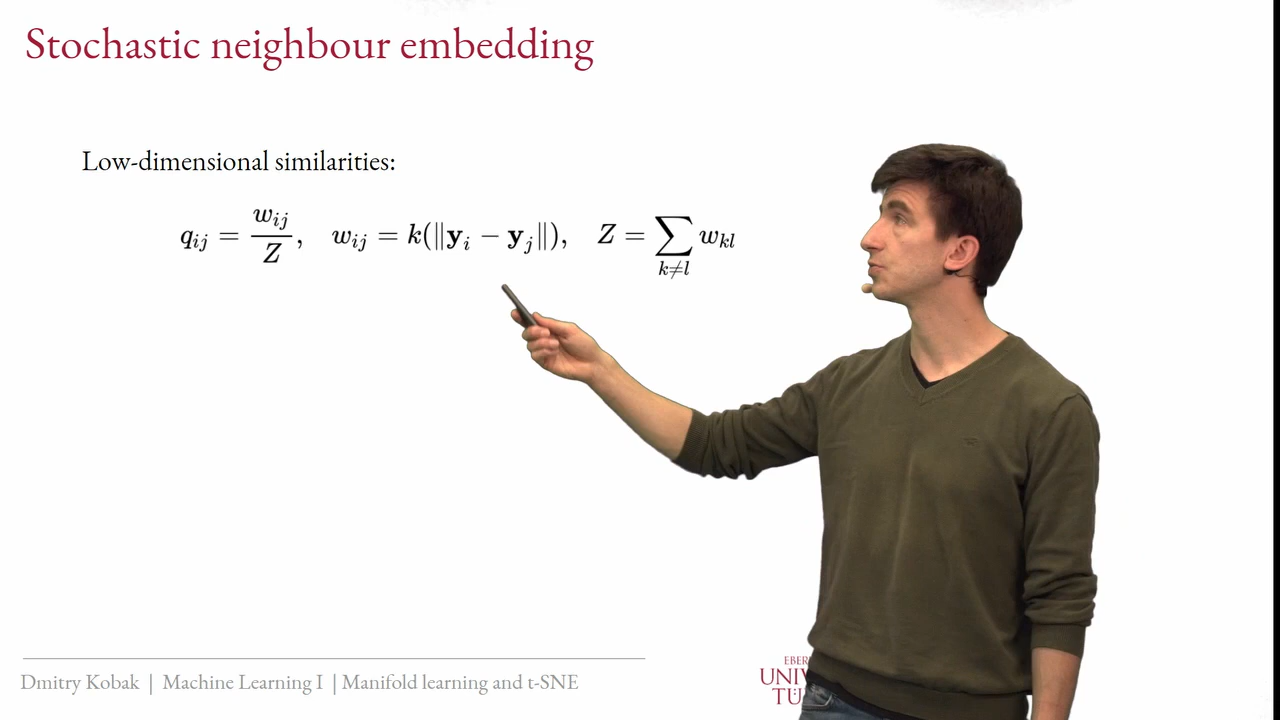 Stochastic neighbour embedding
Low-dimensional similarities:
q_{ij} = \frac{w_{ij}}{Z}, w_{ij} = k(‖\mathbf{y}_i − \mathbf{y}_j‖), Z = \sum_{k≠l} w_{kl}
Dmitry Kobak | Machine Learning I | Manifold learning and t-SNE